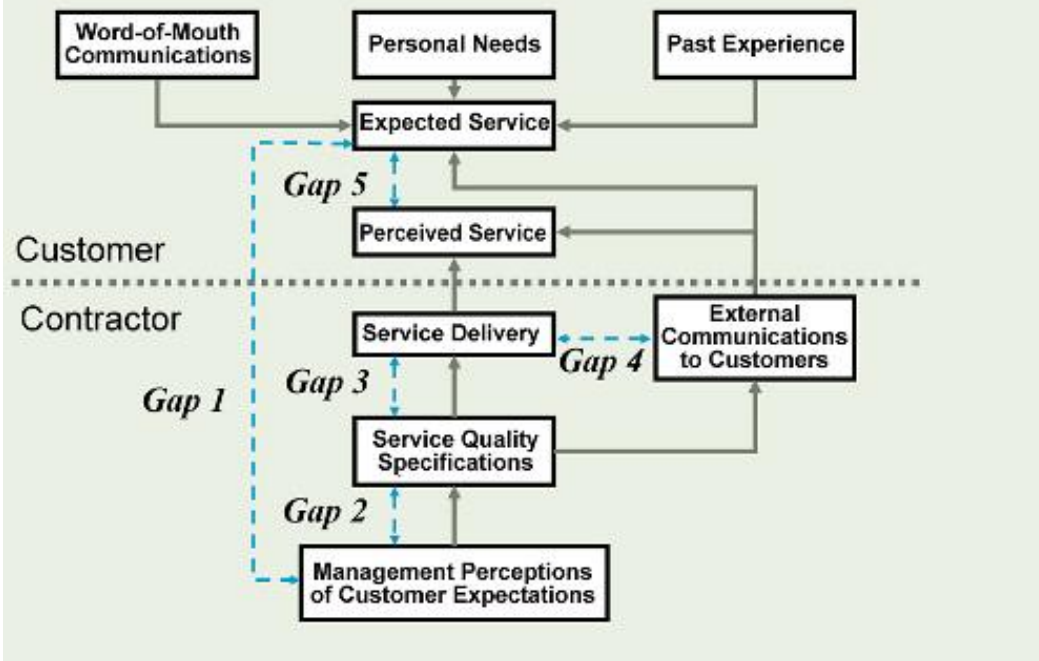 Word-of-Mouth
Communications
Personal Needs
Past Experience
Expected Service
Gap 5
Perceived Service
Customer
Contractor
Service Delivery
External
Communications
to Customers
Gap 4
Gap 3
Gap 1
Service Quality
Specifications
Gap 2
Management Perceptions
of Customer Expectations